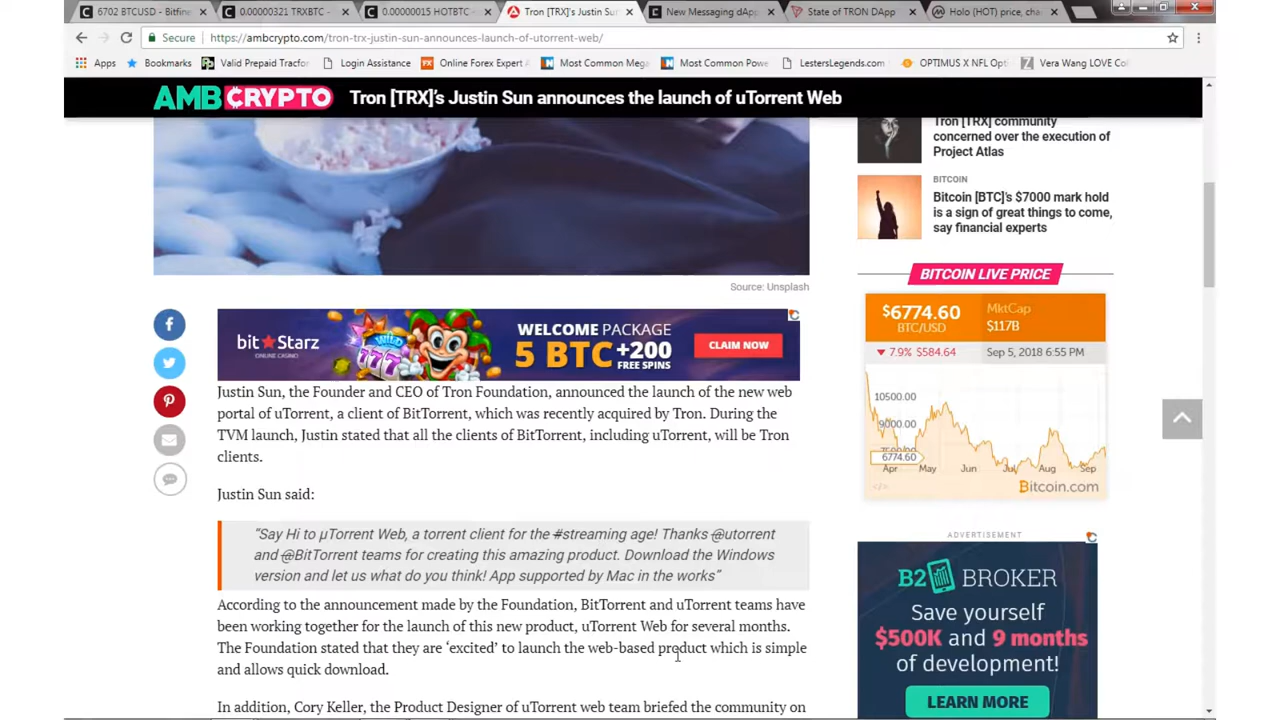 6702 BTCUSD - Bitfine
0.00000321 TRXBTC -
0.00000015 HOTBTC -
Tron [TRX]'s Justin Su
New Messaging dAp
State of TRON DApp
Holo (HOT) price, cha
Secure
https://ambcrypto.com/tron-trx-justin-sun-announces-launch-of-utorrent-web/
Apps
Bookmarks
Valid Prepaid Tracfor
Login Assistance
Online Forex Expert A
Most Common Mega
Most Common Powe
LestersLegends.com
OPTIMUS X NFL Opti
Vera Wang LOVE Col
AMBCRYPTO
Tron [TRX]'s Justin Sun announces the launch of uTorrent Web
Tron [TRX] community
concerned over the execution of
Project Atlas
BITCOIN
Bitcoin [BTC]'s $7000 mark hold
is a sign of great things to come,
say financial experts
Source: Unsplash
bitStarz
ONLINE CASINO
WELCOME PACKAGE
5 BTC +200
FREE SPINS
CLAIM NOW
Justin Sun, the Founder and CEO of Tron Foundation, announced the launch of the new web
portal of uTorrent, a client of BitTorrent, which was recently acquired by Tron. During the
TVM launch, Justin stated that all the clients of BitTorrent, including uTorrent, will be Tron
clients.
Justin Sun said:
“Say Hi to µTorrent Web, a torrent client for the #streaming age! Thanks @utorrent
and @BitTorrent teams for creating this amazing product. Download the Windows
version and let us what do you think! App supported by Mac in the works”
According to the announcement made by the Foundation, BitTorrent and uTorrent teams have
been working together for the launch of this new product, uTorrent Web for several months.
The Foundation stated that they are ‘excited’ to launch the web-based product which is simple
and allows quick download.
In addition, Cory Keller, the Product Designer of uTorrent web team briefed the community on
BITCOIN LIVE PRICE
$6774.60
BTC/USD
MktCap
$117B
7.9% $584.64
Sep 5, 2018 6:55 PM
10500.00
9000.00
6774.60
Apr May Jun Jul Aug Sep
Bitcoin.com
ADVERTISEMENT
B2 BROKER
Save yourself
$500K and 9 months
of development!
LEARN MORE